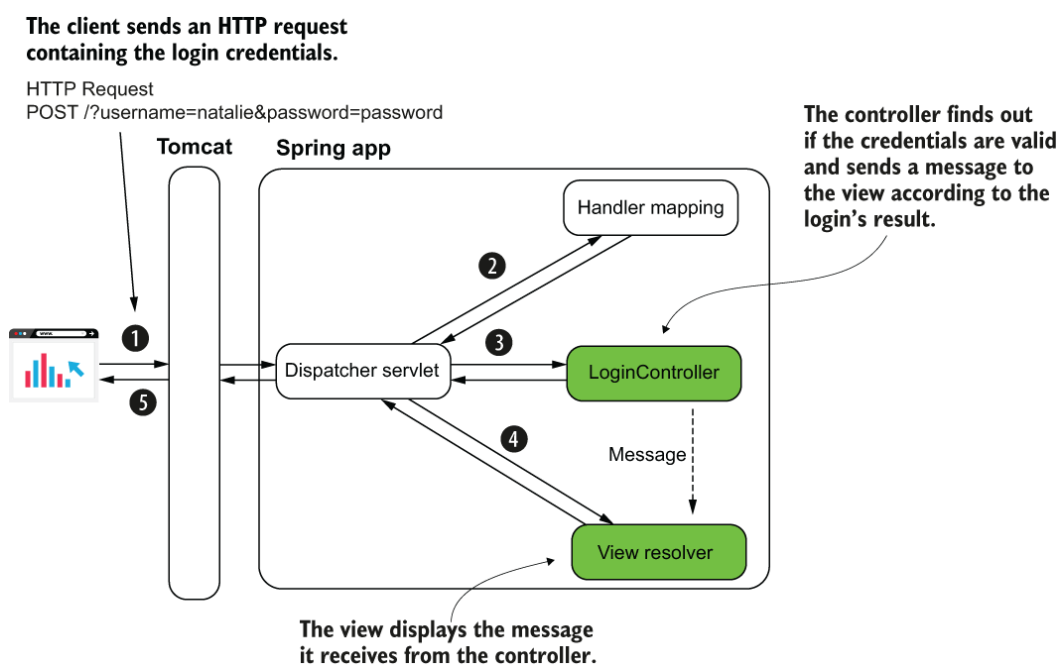 The client sends an HTTP request
containing the login credentials.
HTTP Request
POST /?username=natalie&password=password
The controller finds out
if the credentials are valid
and sends a message to
the view according to the
login's result.
Tomcat
Spring app
Handler mapping
2
www.
1
3
Dispatcher servlet
LoginController
5
4
Message
View resolver
The view displays the message
it receives from the controller.